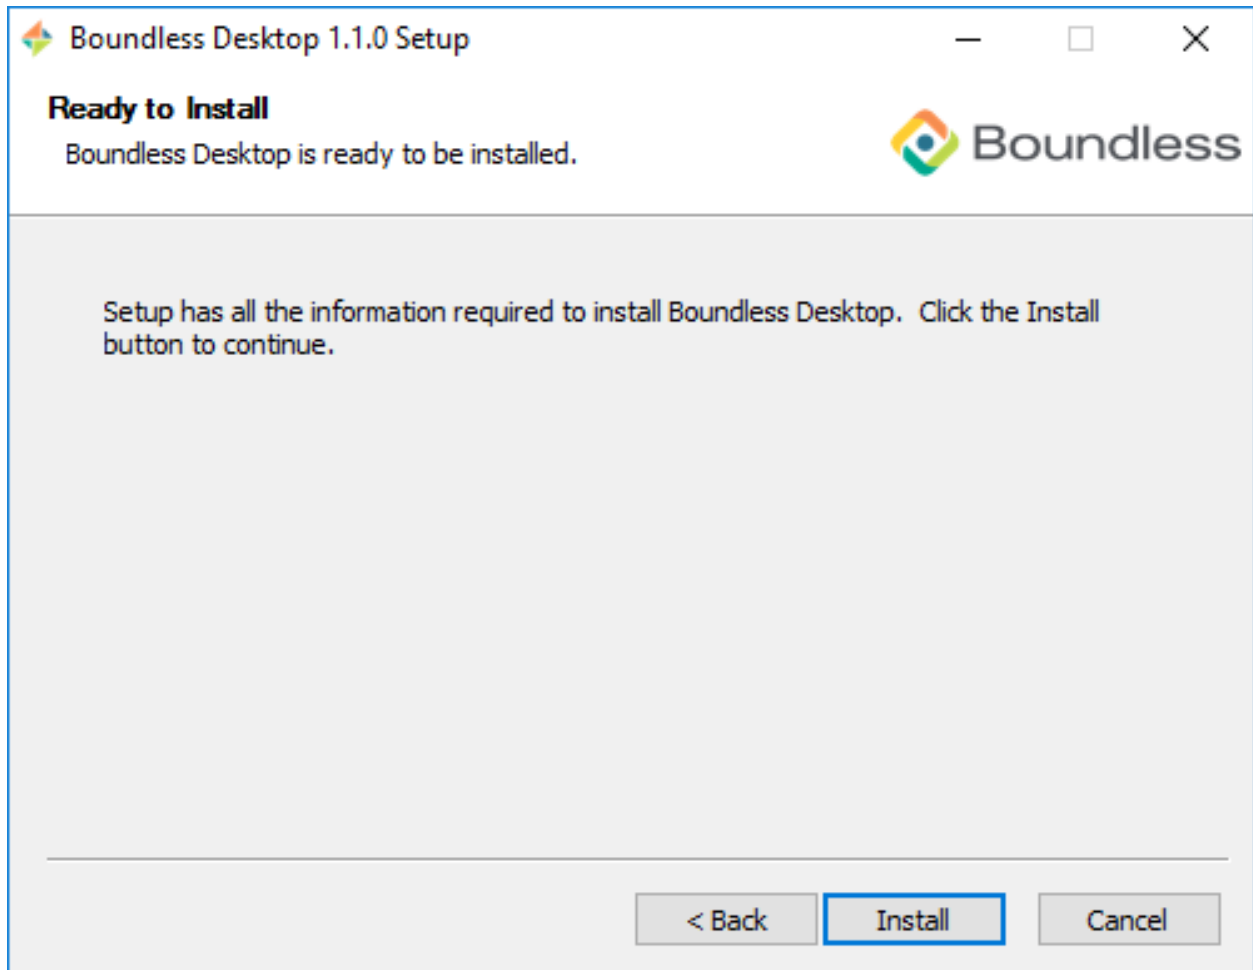 Boundless Desktop 1.1.0 Setup
Ready to Install
Boundless Desktop is ready to be installed.
Boundless
Setup has all the information required to install Boundless Desktop.  Click the Install
button to continue.
< Back
Install
Cancel